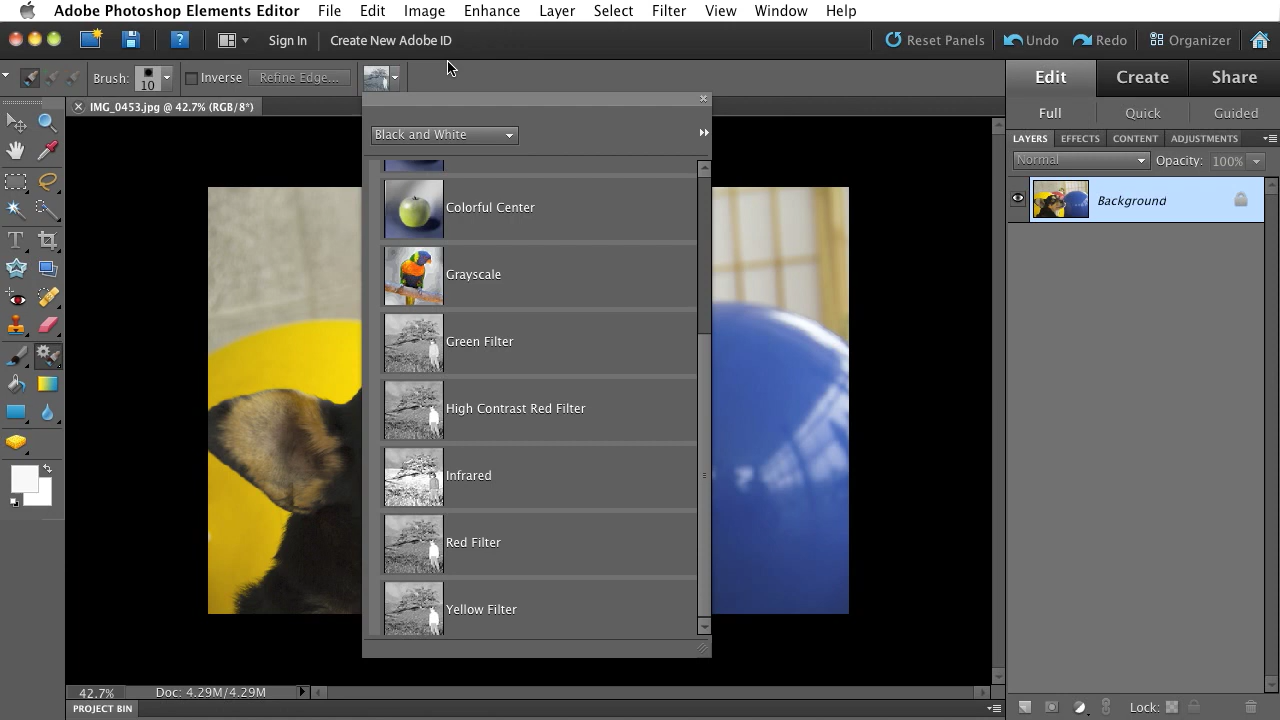 Adobe Photoshop Elements Editor File Edit Image Enhance Layer Select Filter View Window Help
? Sign In Create New Adobe ID Reset Panels Undo Redo Organizer
Brush: 10 Inverse Refine Edge... Edit Create Share
IMG_0453.jpg @ 42.7% (RGB/8*) Full Quick Guided
Black and White LAYERS EFFECTS CONTENT ADJUSTMENTS
Normal Opacity: 100%
Background
Colorful Center
Grayscale
Green Filter
High Contrast Red Filter
Infrared
Red Filter
Yellow Filter
42.7% Doc: 4.29M/4.29M
PROJECT BIN Lock: